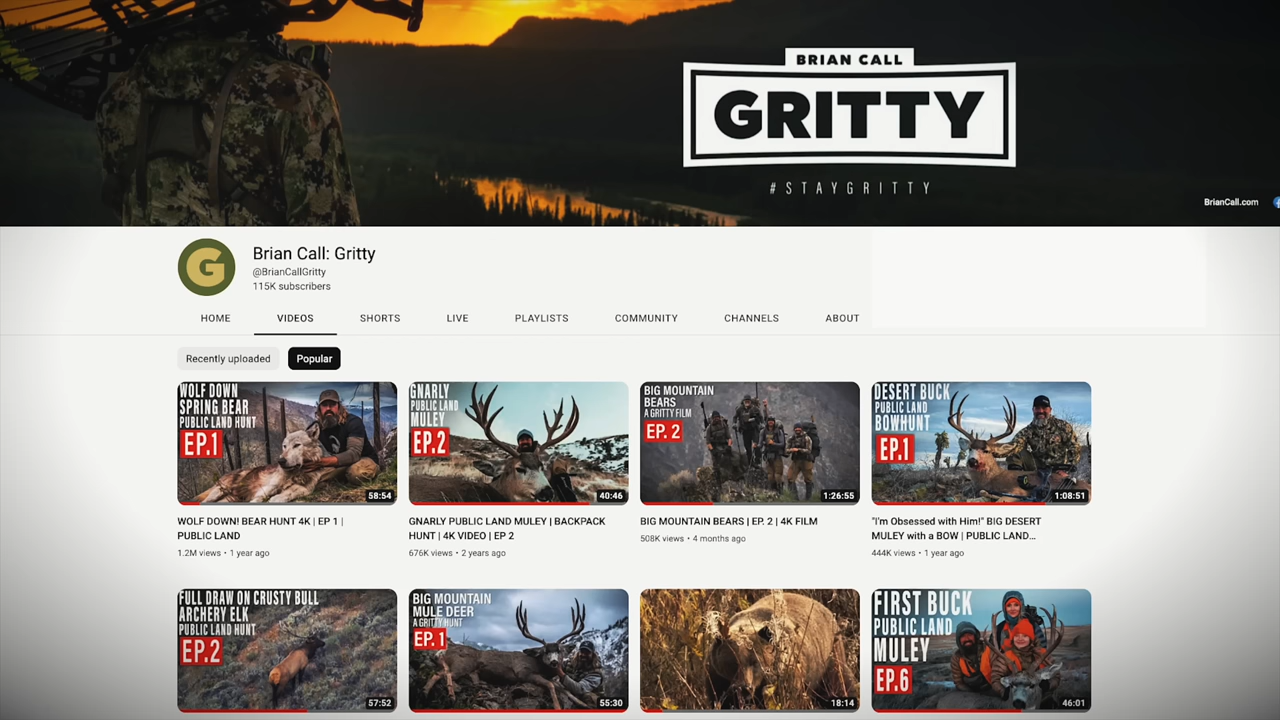 BRIAN CALL
GRITTY
#STAYGRITTY
BrianCall.com
G
Brian Call: Gritty
@BrianCallGritty
115K subscribers
HOME VIDEOS SHORTS LIVE PLAYLISTS COMMUNITY CHANNELS ABOUT
Recently uploaded Popular
WOLF DOWN
SPRING BEAR
PUBLIC LAND HUNT
EP.1
58:54
GNARLY
PUBLIC LAND
MULEY
EP.2
40:46
BIG MOUNTAIN
BEARS
A GRITTY FILM
EP. 2
1:26:55
DESERT BUCK
PUBLIC LAND
BOWHUNT
EP.1
1:08:51
WOLF DOWN! BEAR HUNT 4K | EP 1 |
PUBLIC LAND
1.2M views • 1 year ago
GNARLY PUBLIC LAND MULEY | BACKPACK
HUNT | 4K VIDEO | EP 2
676K views • 2 years ago
BIG MOUNTAIN BEARS | EP. 2 | 4K FILM
508K views • 4 months ago
"I'm Obsessed with Him!" BIG DESERT
MULEY with a BOW | PUBLIC LAND...
444K views • 1 year ago
FULL DRAW ON CRUSTY BULL
ARCHERY ELK
PUBLIC LAND HUNT
EP.2
57:52
BIG MOUNTAIN
MULE DEER
A GRITTY HUNT
EP.1
55:30
18:14
FIRST BUCK
PUBLIC LAND
MULEY
EP.6
46:01